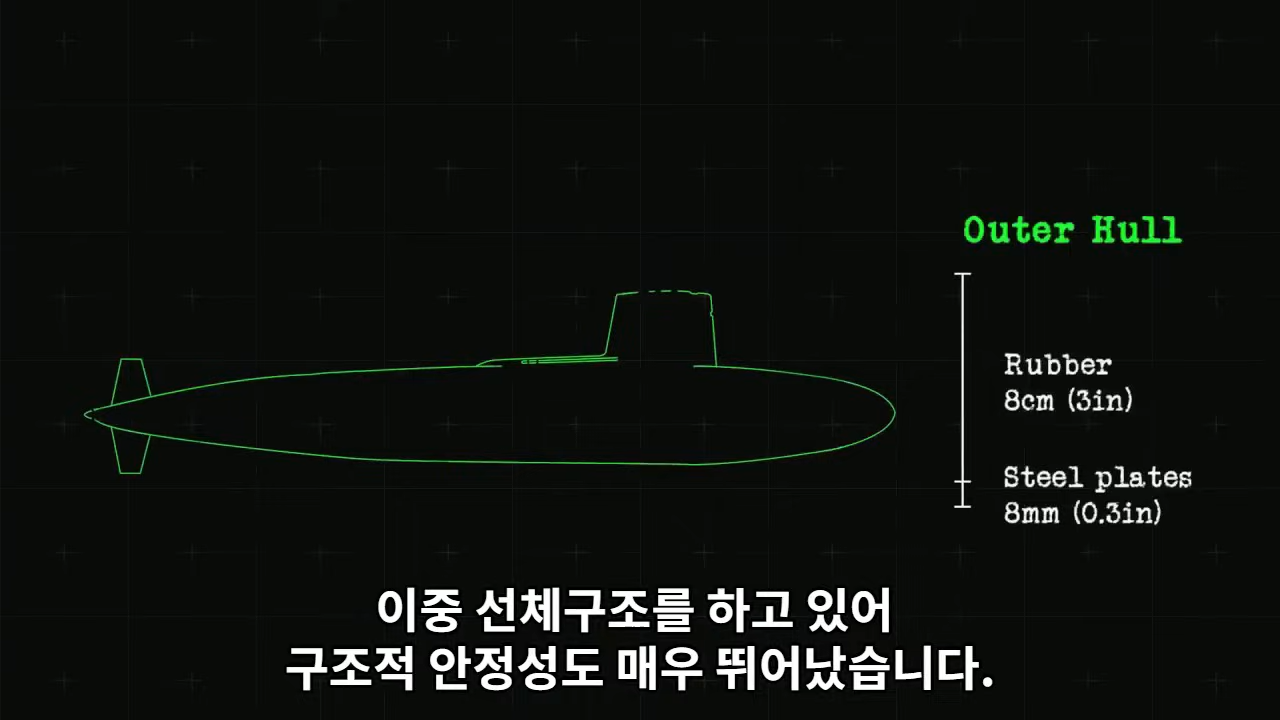 Outer Hull
Rubber
8cm (3in)
Steel plates
8mm (0.3in)
이중 선체구조를 하고 있어
구조적 안정성도 매우 뛰어났습니다.